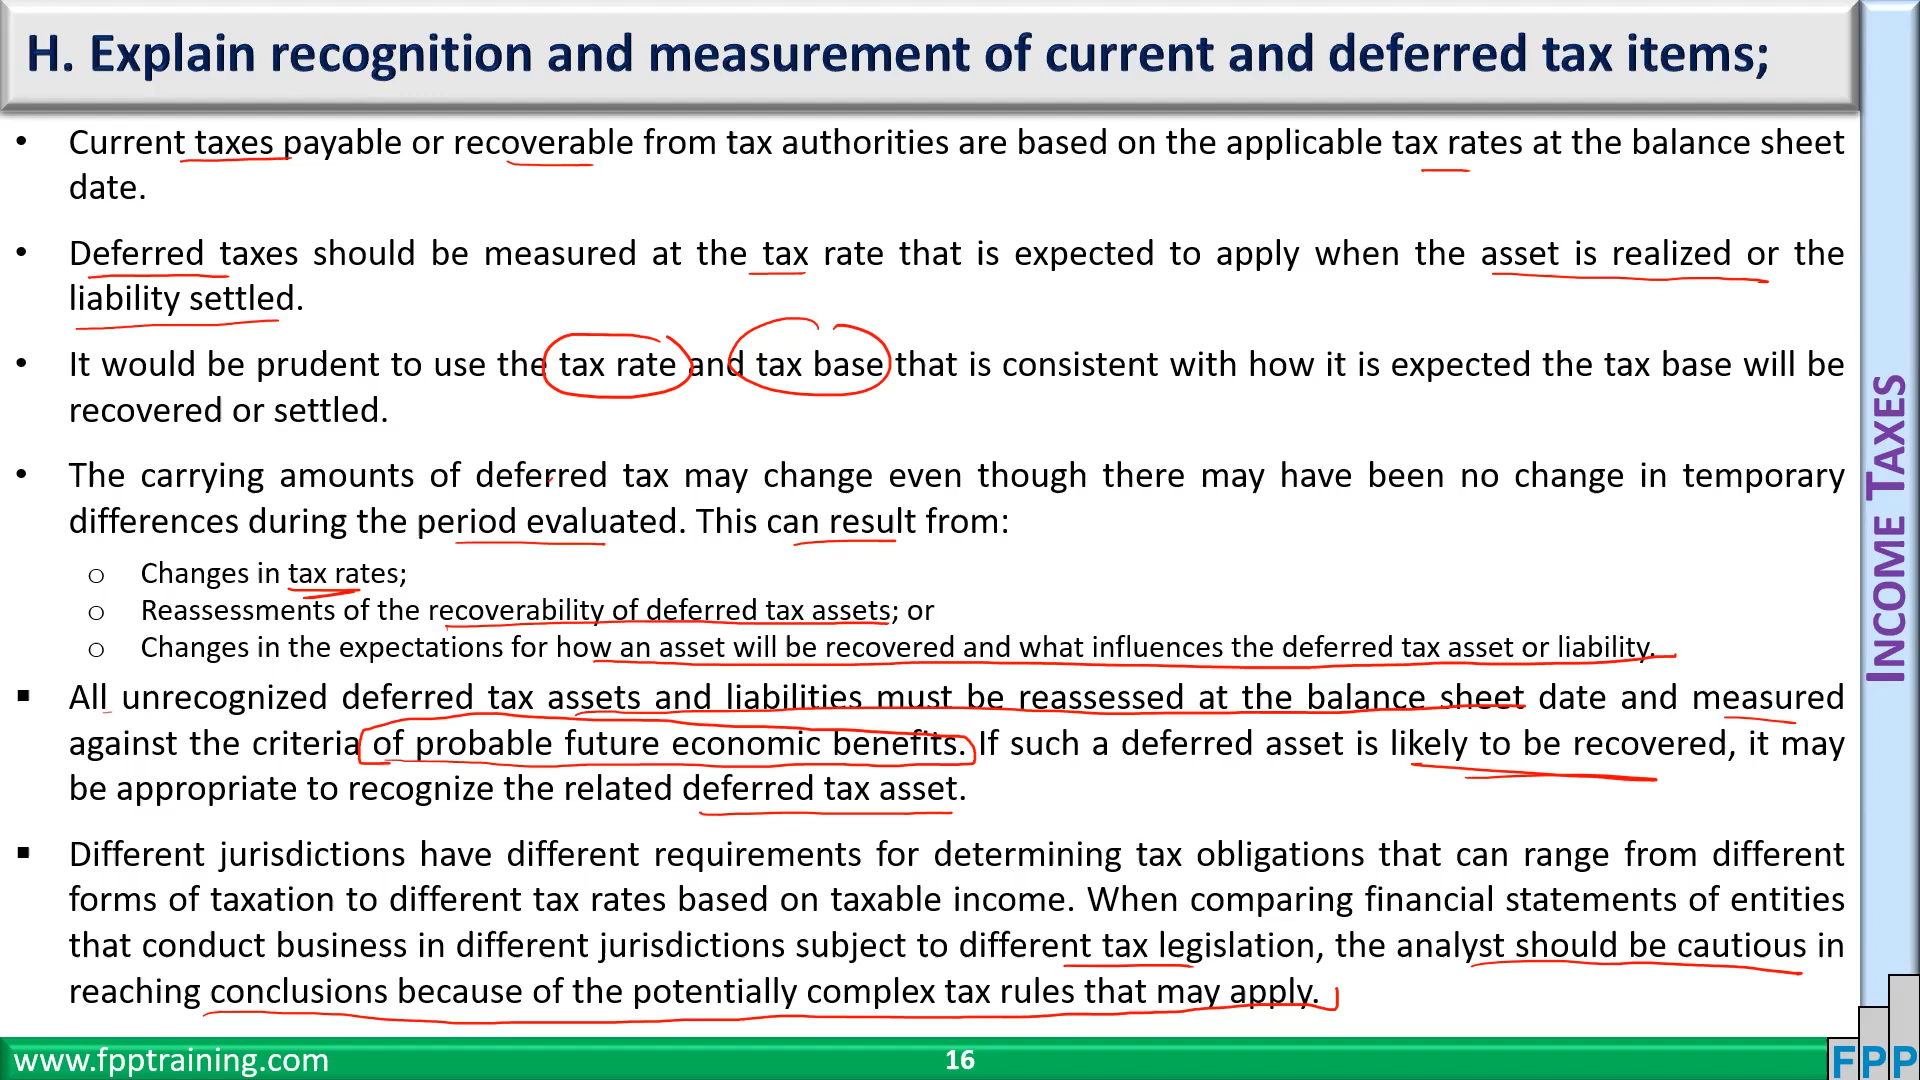 H. Explain recognition and measurement of current and deferred tax items;
• Current taxes payable or recoverable from tax authorities are based on the applicable tax rates at the balance sheet
date.
• Deferred taxes should be measured at the tax rate that is expected to apply when the asset is realized or the
liability settled.
• It would be prudent to use the tax rate and tax base that is consistent with how it is expected the tax base will be
recovered or settled.
• The carrying amounts of deferred tax may change even though there may have been no change in temporary
differences during the period evaluated. This can result from:
o Changes in tax rates;
o Reassessments of the recoverability of deferred tax assets; or
o Changes in the expectations for how an asset will be recovered and what influences the deferred tax asset or liability.
▪ All unrecognized deferred tax assets and liabilities must be reassessed at the balance sheet date and measured
against the criteria of probable future economic benefits. If such a deferred asset is likely to be recovered, it may
be appropriate to recognize the related deferred tax asset.
▪ Different jurisdictions have different requirements for determining tax obligations that can range from different
forms of taxation to different tax rates based on taxable income. When comparing financial statements of entities
that conduct business in different jurisdictions subject to different tax legislation, the analyst should be cautious in
reaching conclusions because of the potentially complex tax rules that may apply.
INCOME TAXES
www.fpptraining.com
16
FPP